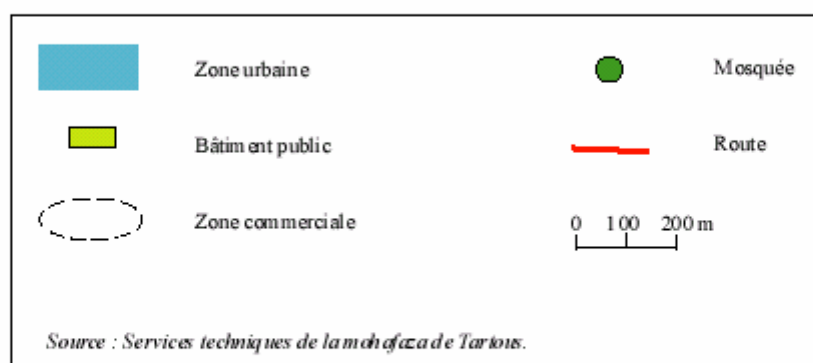 Zone urbaine
Mosquée
Bâtiment public
Route
Zone commerciale
0 100 200 m
Source : Services techniques de la mohafaza de Tartous.